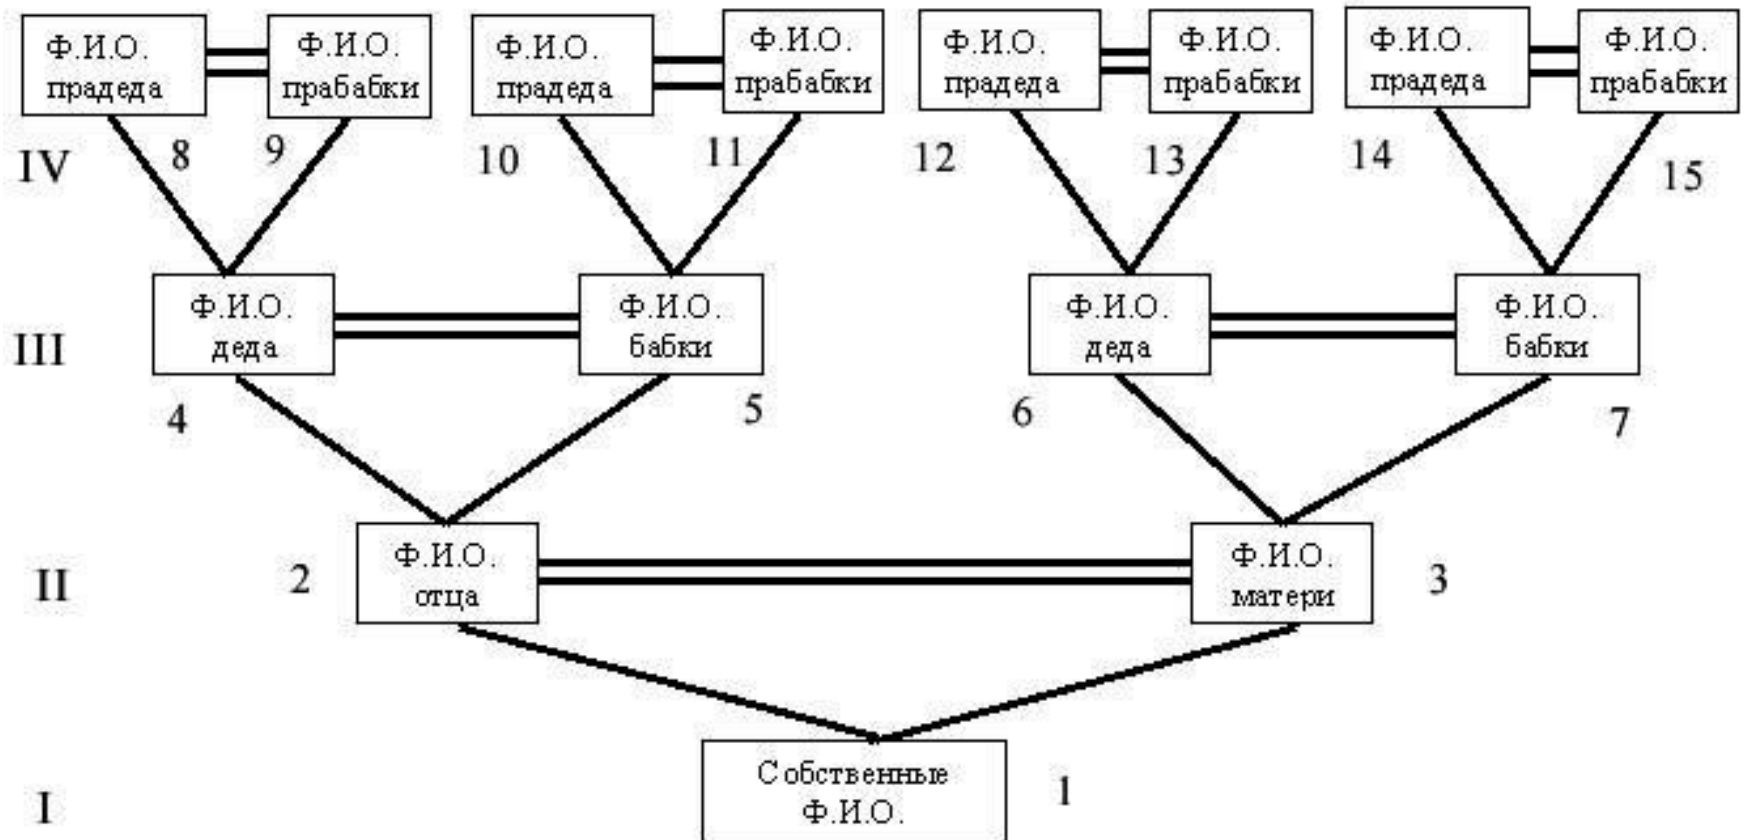 Ф.И.О.
прадеда
Ф.И.О.
прабабки
Ф.И.О.
прадеда
Ф.И.О.
прабабки
Ф.И.О.
прадеда
Ф.И.О.
прабабки
Ф.И.О.
прадеда
Ф.И.О.
прабабки
IV
8
9
10
11
12
13
14
15
Ф.И.О.
деда
Ф.И.О.
бабки
Ф.И.О.
деда
Ф.И.О.
бабки
III
4
5
6
7
II
2
Ф.И.О.
отца
Ф.И.О.
матери
3
I
Собственные
Ф.И.О.
1